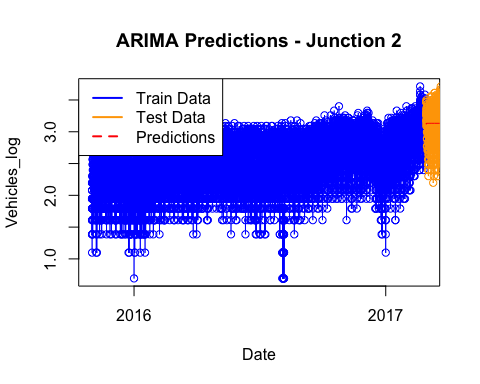 ARIMA Predictions - Junction 2
Train Data
Test Data
Predictions
Vehicles_log
3.0
2.0
1.0
2016
2017
Date